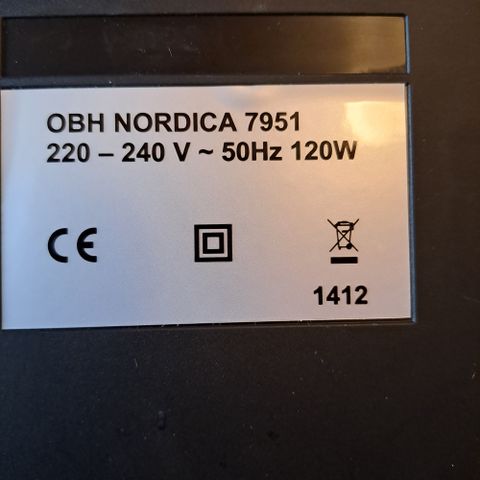 OBH NORDICA 7951
220 – 240 V ~ 50Hz 120W
CE
1412